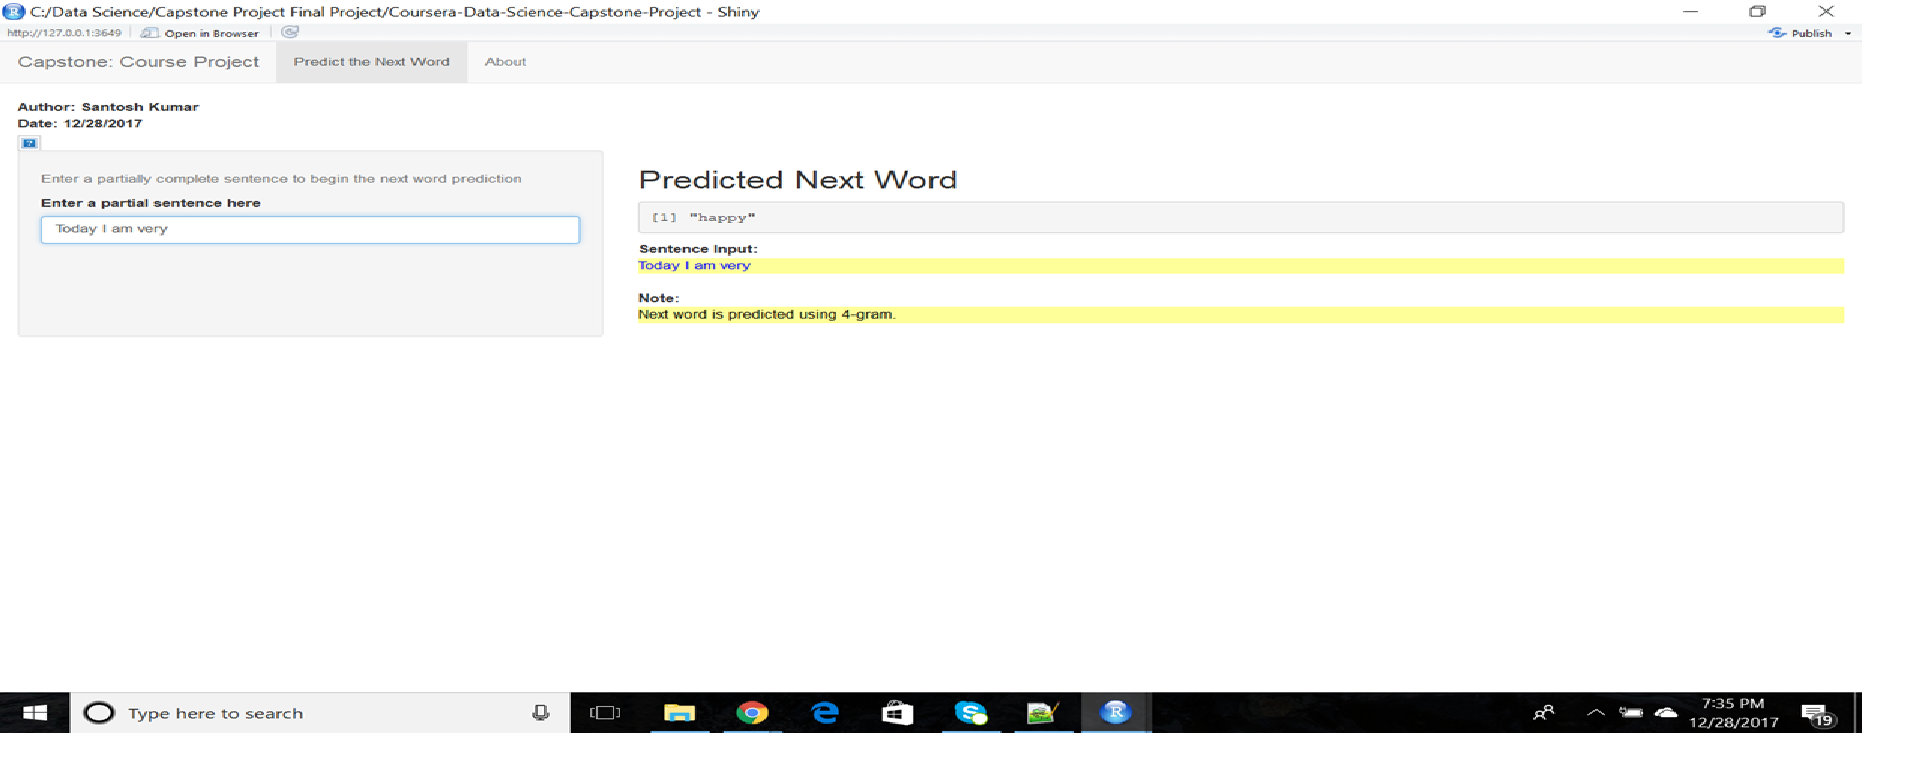 C:/Data Science/Capstone Project Final Project/Coursera-Data-Science-Capstone-Project - Shiny
http://127.0.0.1:3649 Open in Browser Publish
Capstone: Course Project Predict the Next Word About
Author: Santosh Kumar
Date: 12/28/2017
Enter a partially complete sentence to begin the next word prediction
Enter a partial sentence here
Today I am very
Predicted Next Word
[1] "happy"
Sentence Input:
Today I am very
Note:
Next word is predicted using 4-gram.
Type here to search
7:35 PM
12/28/2017
19